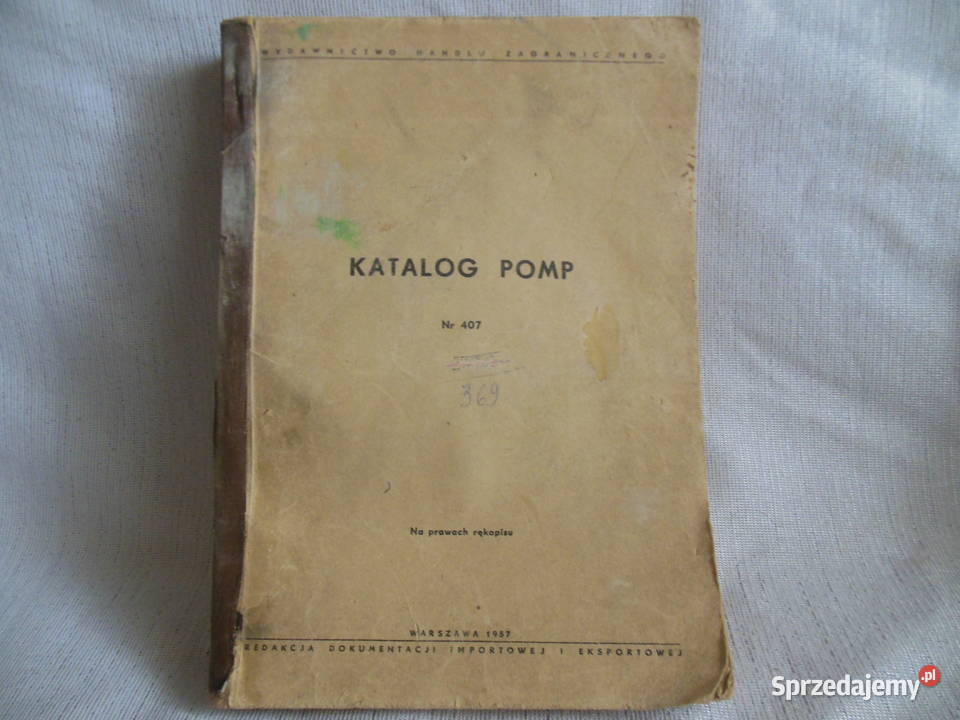 WYDAWNICTWO HANDLU ZAGRANICZNEGO
KATALOG POMP
Nr 407
369
Na prawach rękopisu
WARSZAWA 1957
REDAKCJA DOKUMENTACJI IMPORTOWEJ I EKSPORTOWEJ
Sprzedajemy.pl